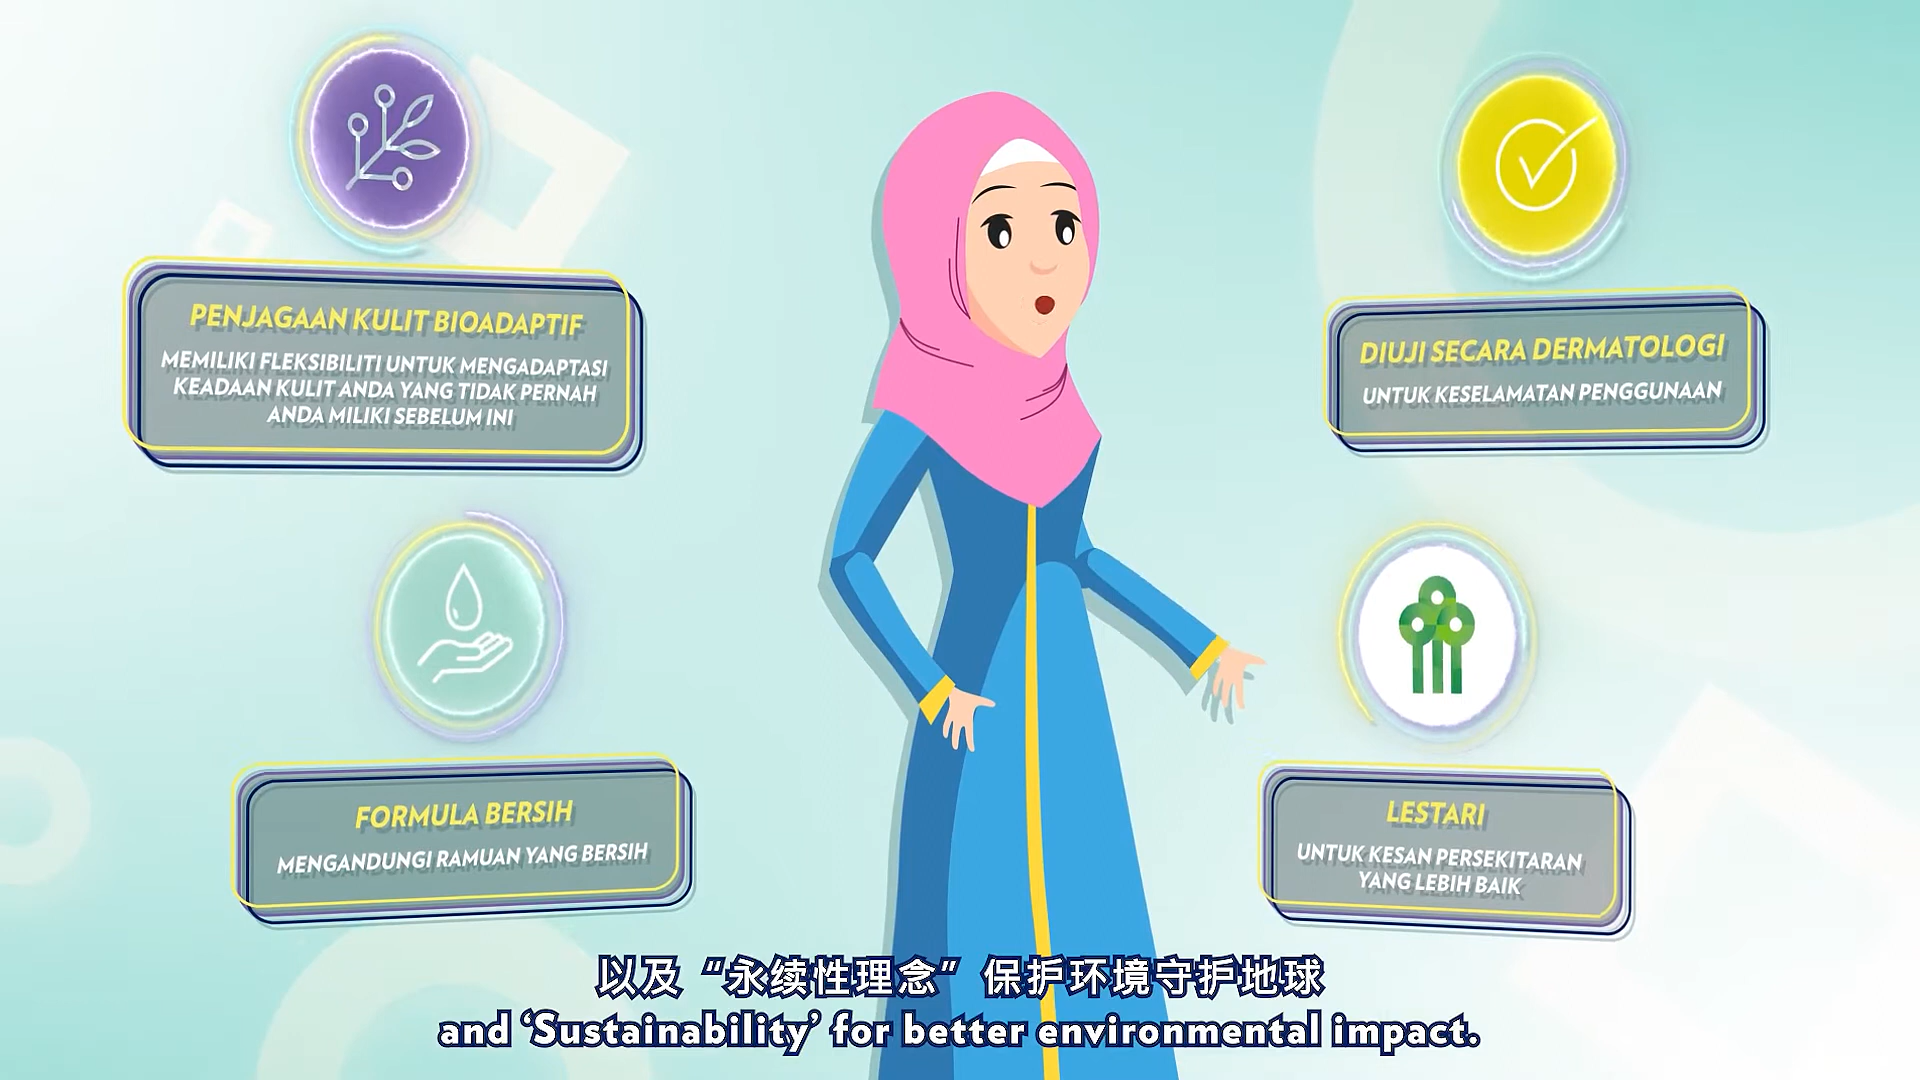 PENJAGAAN KULIT BIOADAPTIF
MEMILIKI FLEKSIBILITI UNTUK MENGADAPTASI
KEADAAN KULIT ANDA YANG TIDAK PERNAH
ANDA MILIKI SEBELUM INI
DIUJI SECARA DERMATOLOGI
UNTUK KESELAMATAN PENGGUNAAN
FORMULA BERSIH
MENGANDUNGI RAMUAN YANG BERSIH
LESTARI
UNTUK KESAN PERSEKITARAN
YANG LEBIH BAIK
以及“永续性理念”保护环境守护地球
and ‘Sustainability’ for better environmental impact.